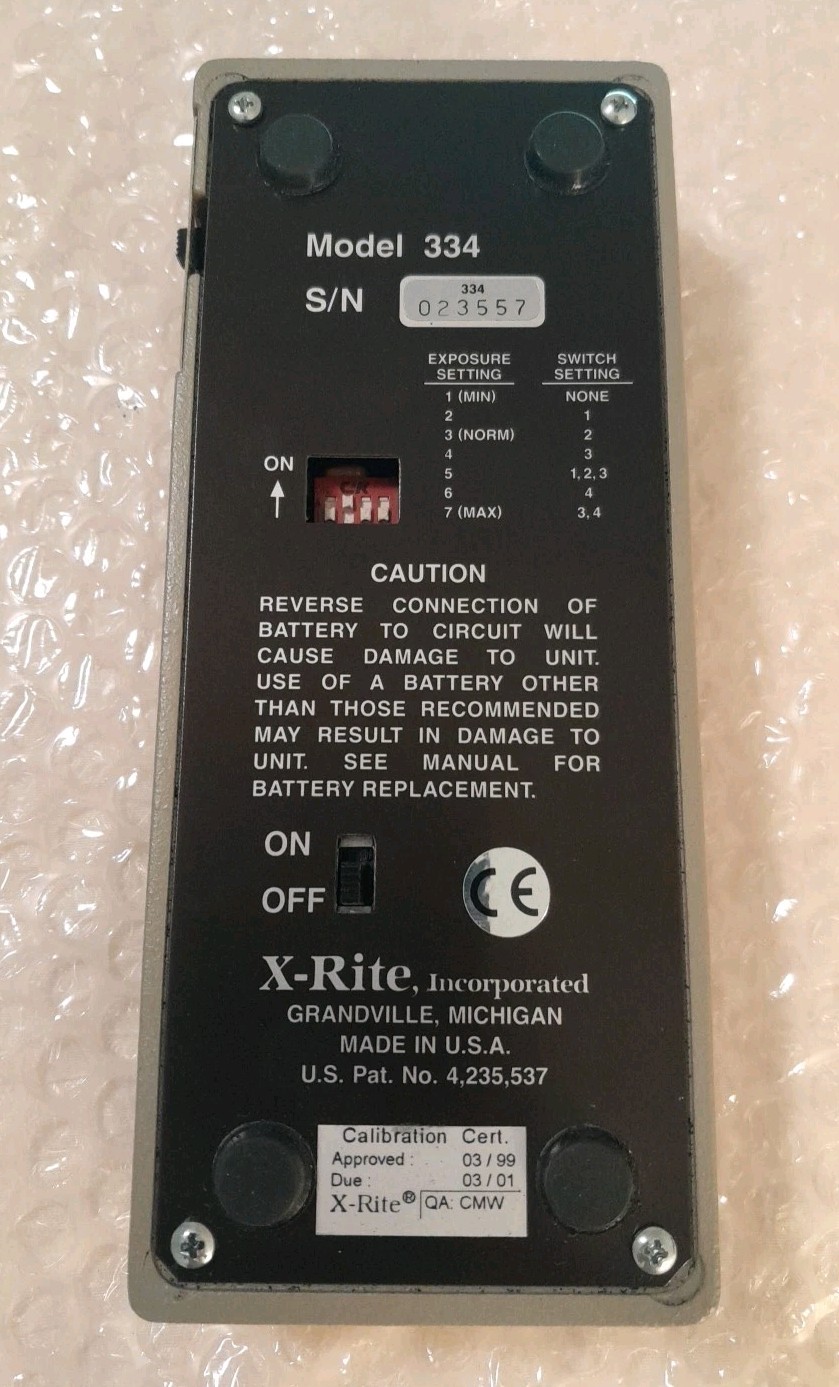 Model 334
S/N 334
023557
EXPOSURE SETTING SWITCH SETTING
1 (MIN) NONE
2 1
3 (NORM) 2
4 3
5 1,2,3
6 4
7 (MAX) 3,4
ON
C&K
CAUTION
REVERSE CONNECTION OF
BATTERY TO CIRCUIT WILL
CAUSE DAMAGE TO UNIT.
USE OF A BATTERY OTHER
THAN THOSE RECOMMENDED
MAY RESULT IN DAMAGE TO
UNIT. SEE MANUAL FOR
BATTERY REPLACEMENT.
ON
OFF
CE
X-Rite, Incorporated
GRANDVILLE, MICHIGAN
MADE IN U.S.A.
U.S. Pat. No. 4,235,537
Calibration Cert.
Approved : 03 / 99
Due : 03 / 01
X-Rite® QA: CMW